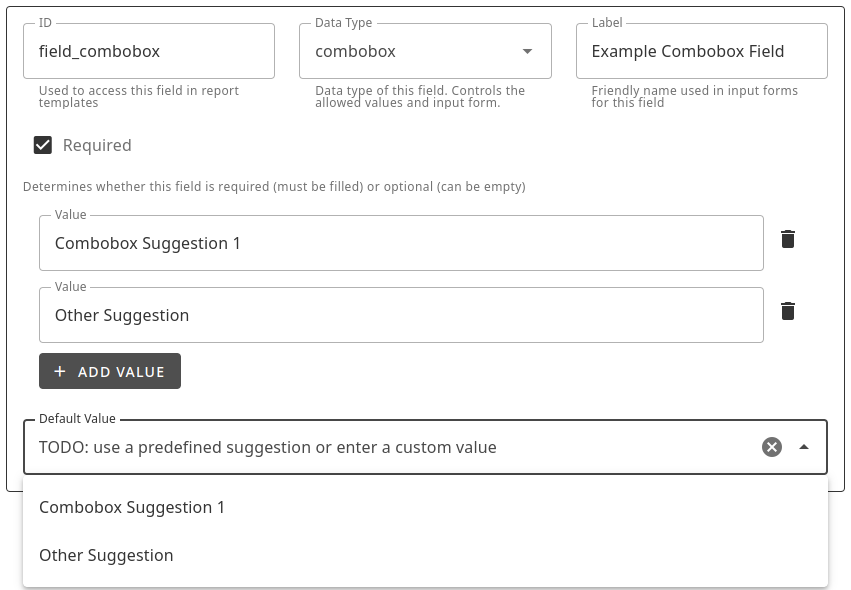 ID
Data Type
Label
field_combobox
combobox
Example Combobox Field
Used to access this field in report
templates
Data type of this field. Controls the
allowed values and input form.
Friendly name used in input forms
for this field
Required
Determines whether this field is required (must be filled) or optional (can be empty)
Value
Combobox Suggestion 1
Value
Other Suggestion
+ ADD VALUE
Default Value
TODO: use a predefined suggestion or enter a custom value
Combobox Suggestion 1
Other Suggestion